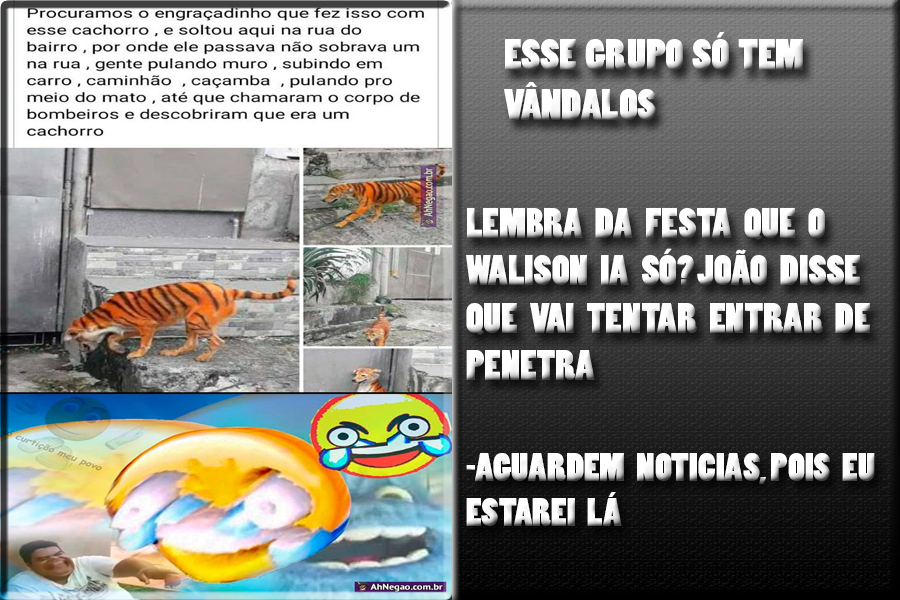 Procuramos o engraçadinho que fez isso com
esse cachorro , e soltou aqui na rua do
bairro , por onde ele passava não sobrava um
na rua , gente pulando muro , subindo em
carro , caminhão , caçamba , pulando pro
meio do mato , até que chamaram o corpo de
bombeiros e descobriram que era um
cachorro
AhNegao.com.br
curtição meu povo
AhNegao.com.br
ESSE GRUPO SÓ TEM
VÂNDALOS
LEMBRA DA FESTA QUE O
WALISON IA SÓ? JOÃO DISSE
QUE VAI TENTAR ENTRAR DE
PENETRA
-AGUARDEM NOTICIAS, POIS EU
ESTAREI LÁ